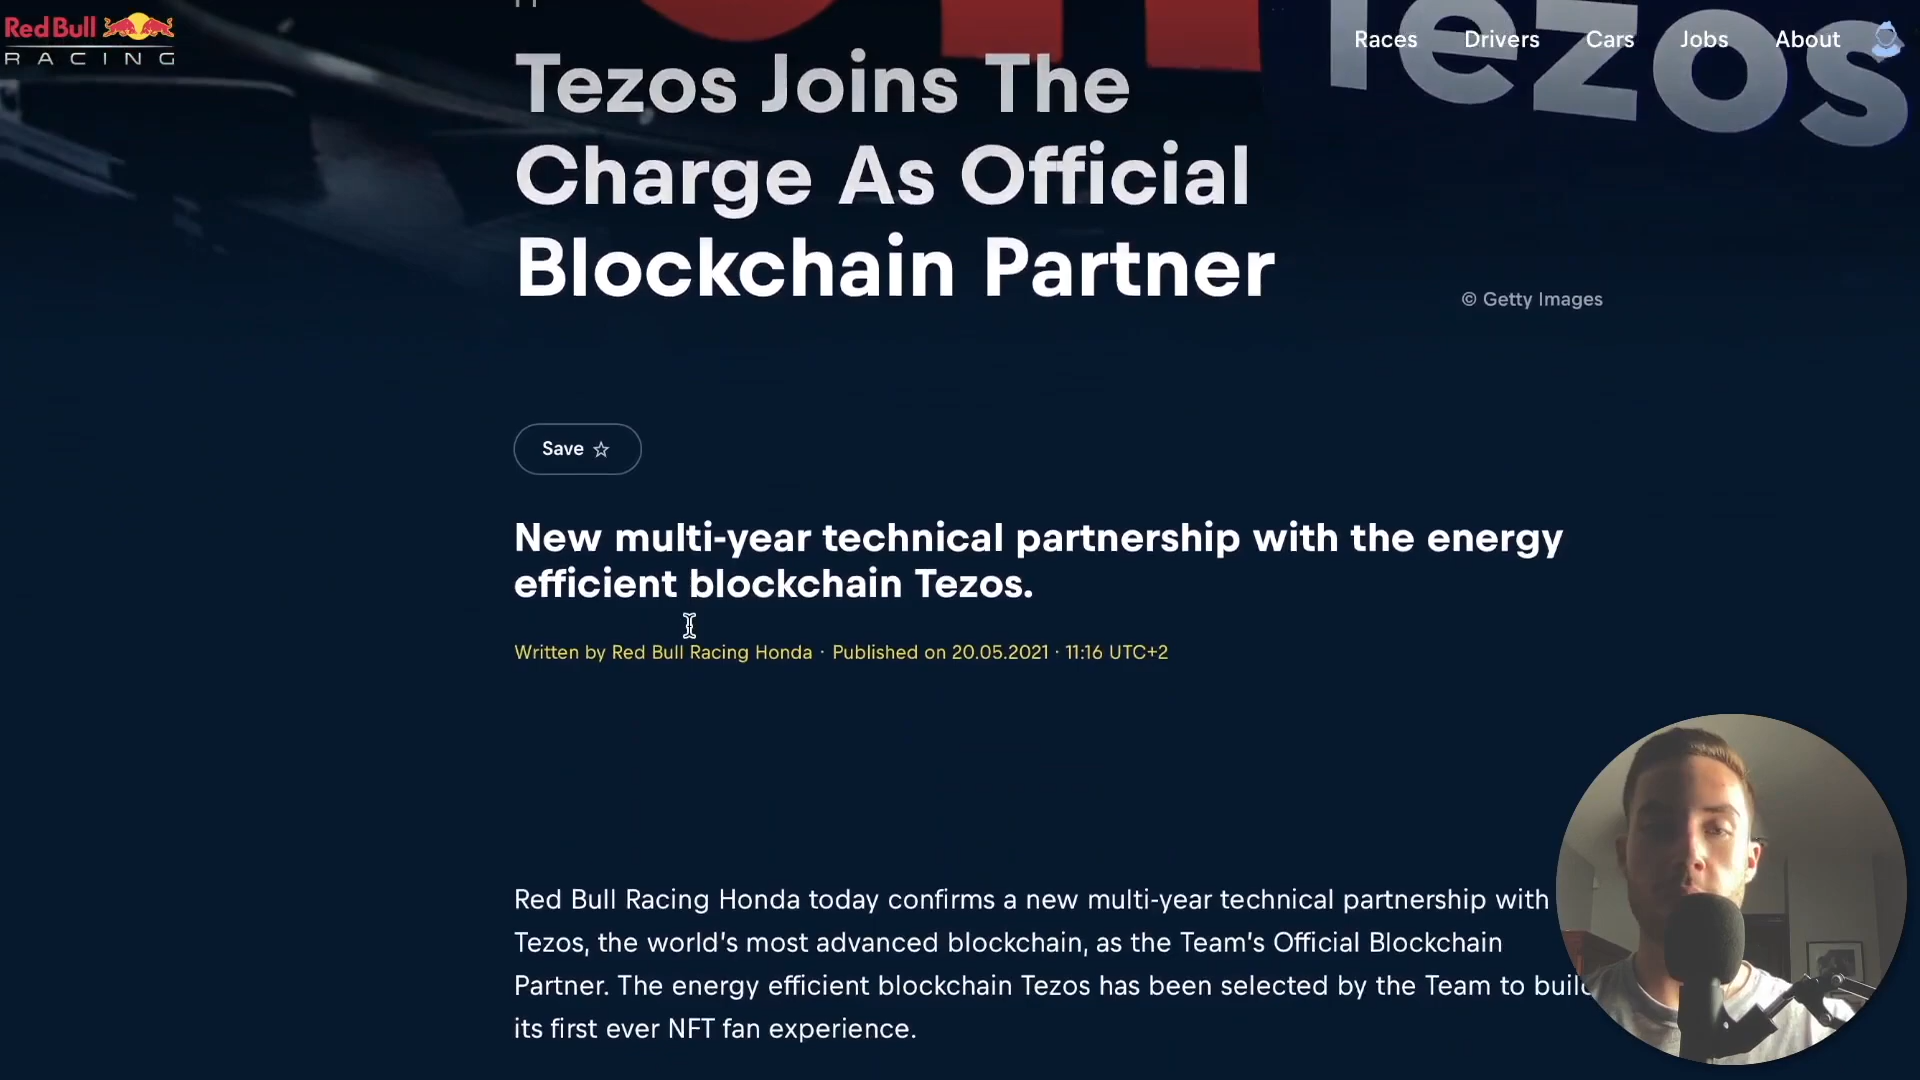 Red Bull
RACING
Races
Drivers
Cars
Jobs
About
Tezos
Tezos Joins The
Charge As Official
Blockchain Partner
© Getty Images
Save
New multi-year technical partnership with the energy
efficient blockchain Tezos.
Written by Red Bull Racing Honda · Published on 20.05.2021 · 11:16 UTC+2
Red Bull Racing Honda today confirms a new multi-year technical partnership with
Tezos, the world's most advanced blockchain, as the Team's Official Blockchain
Partner. The energy efficient blockchain Tezos has been selected by the Team to build
its first ever NFT fan experience.